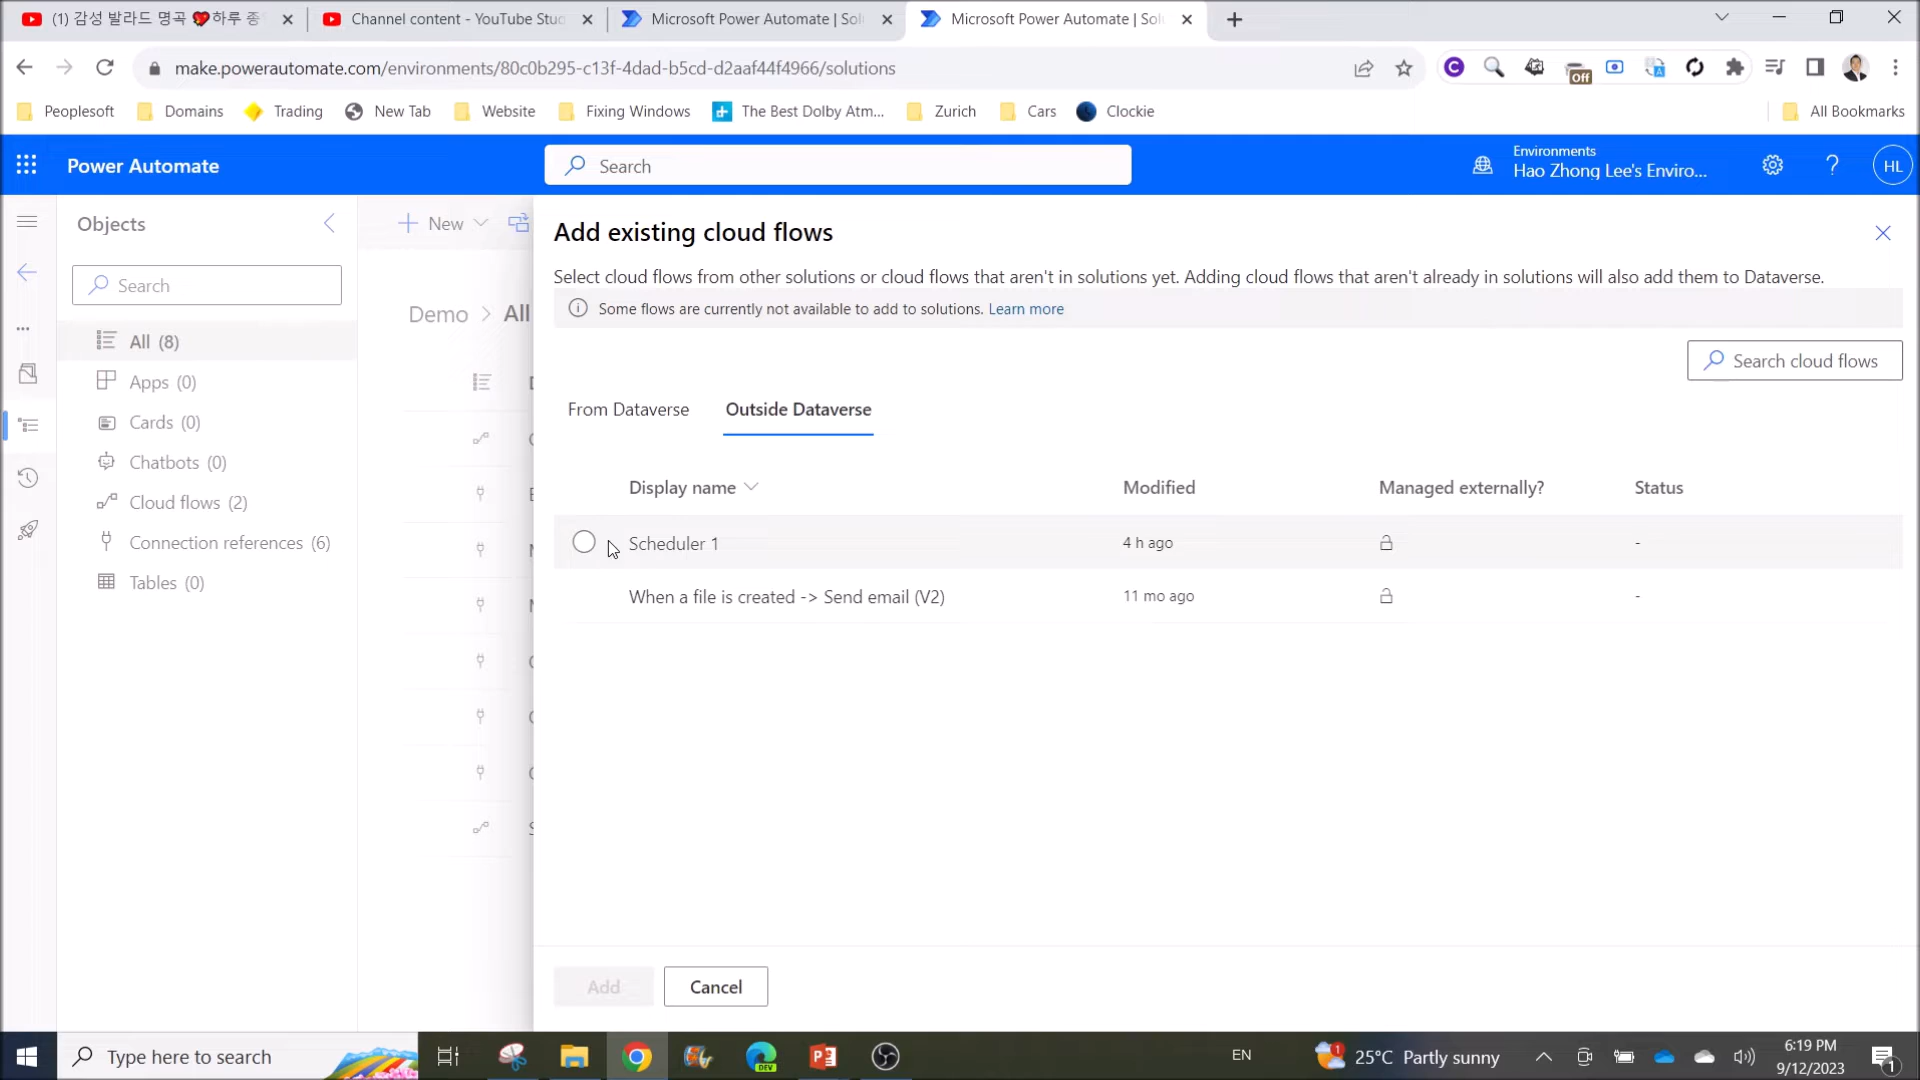 (1) 감성 발라드 명곡 ❤하루 종
Channel content - YouTube Stud
Microsoft Power Automate | Sol
Microsoft Power Automate | Sol
make.powerautomate.com/environments/80c0b295-c13f-4dad-b5cd-d2aaf44f4966/solutions
Off
Peoplesoft
Domains
Trading
New Tab
Website
Fixing Windows
The Best Dolby Atm...
Zurich
Cars
Clockie
All Bookmarks
Power Automate
Search
Environments
Hao Zhong Lee's Enviro...
HL
Objects
Search
All (8)
Apps (0)
Cards (0)
Chatbots (0)
Cloud flows (2)
Connection references (6)
Tables (0)
New
Demo > All
Add existing cloud flows
Select cloud flows from other solutions or cloud flows that aren't in solutions yet. Adding cloud flows that aren't already in solutions will also add them to Dataverse.
Some flows are currently not available to add to solutions. Learn more
Search cloud flows
From Dataverse
Outside Dataverse
Display name
Modified
Managed externally?
Status
Scheduler 1
4 h ago
-
When a file is created -> Send email (V2)
11 mo ago
-
Add
Cancel
Type here to search
DEV
EN
1
25°C Partly sunny
6:19 PM
9/12/2023
1